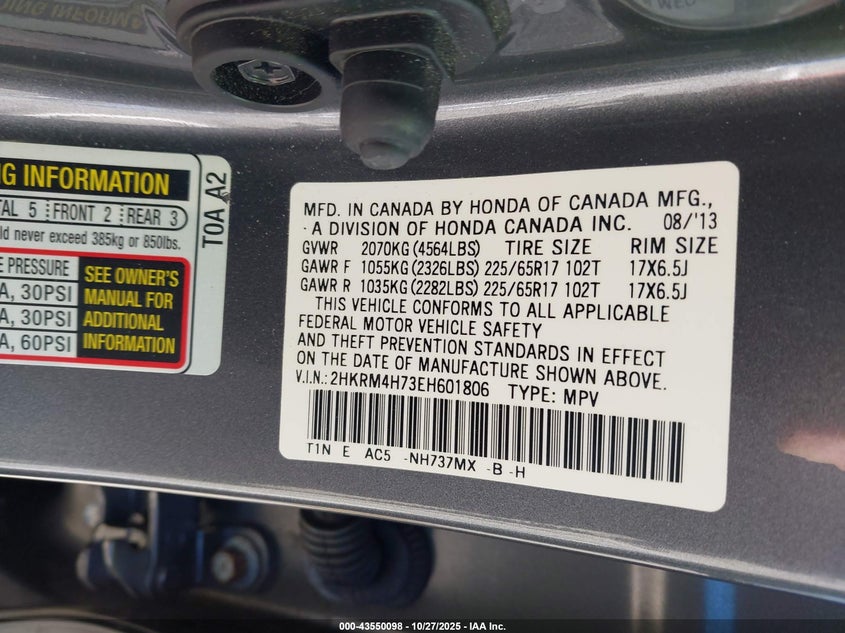 NG INFORMATION
TAL 5 FRONT 2 REAR 3
ld never exceed 385kg or 850lbs.
E PRESSURE
A, 30PSI
A, 30PSI
A, 60PSI
SEE OWNER'S
MANUAL FOR
ADDITIONAL
INFORMATION
T0A A2
MFD. IN CANADA BY HONDA OF CANADA MFG.,
A DIVISION OF HONDA CANADA INC. 08/'13
GVWR 2070KG (4564LBS) TIRE SIZE RIM SIZE
GAWR F 1055KG (2326LBS) 225/65R17 102T 17X6.5J
GAWR R 1035KG (2282LBS) 225/65R17 102T 17X6.5J
THIS VEHICLE CONFORMS TO ALL APPLICABLE
FEDERAL MOTOR VEHICLE SAFETY
AND THEFT PREVENTION STANDARDS IN EFFECT
ON THE DATE OF MANUFACTURE SHOWN ABOVE.
V.I.N.: 2HKRM4H73EH601806 TYPE: MPV
T1N E AC5 -NH737MX -B -H
000-43550098 - 10/27/2025 - IAA Inc.